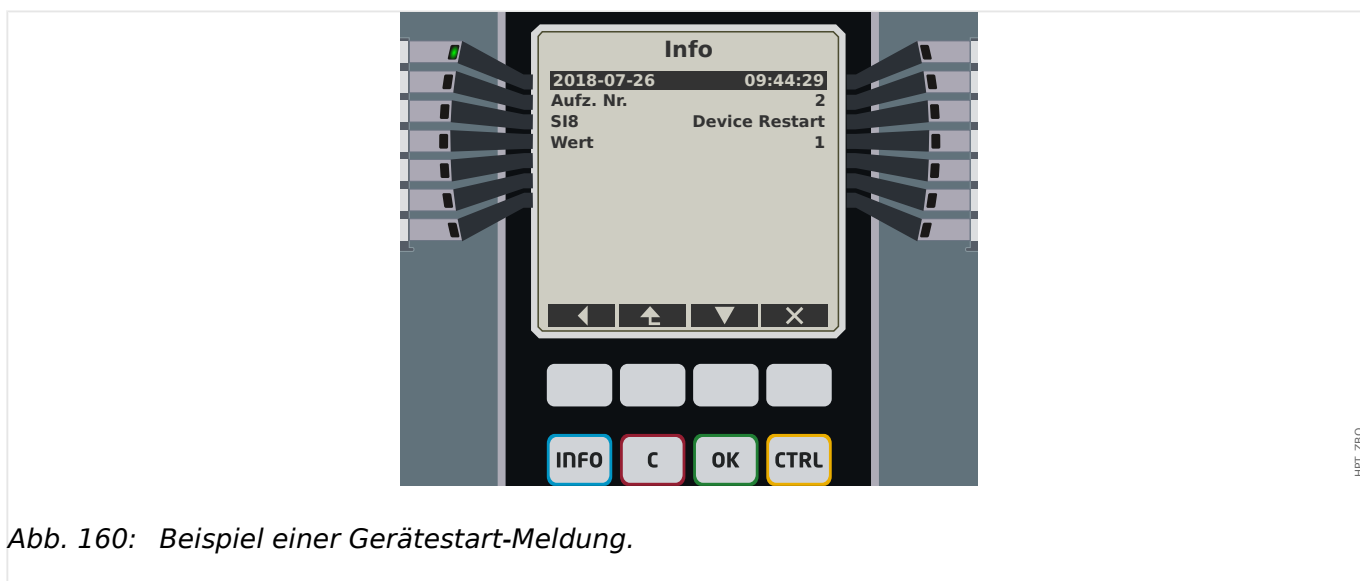 Info
2018-07-26 09:44:29
Aufz. Nr. 2
SI8 Device Restart
Wert 1
INFO C OK CTRL
Abb. 160: Beispiel einer Gerätestart-Meldung.